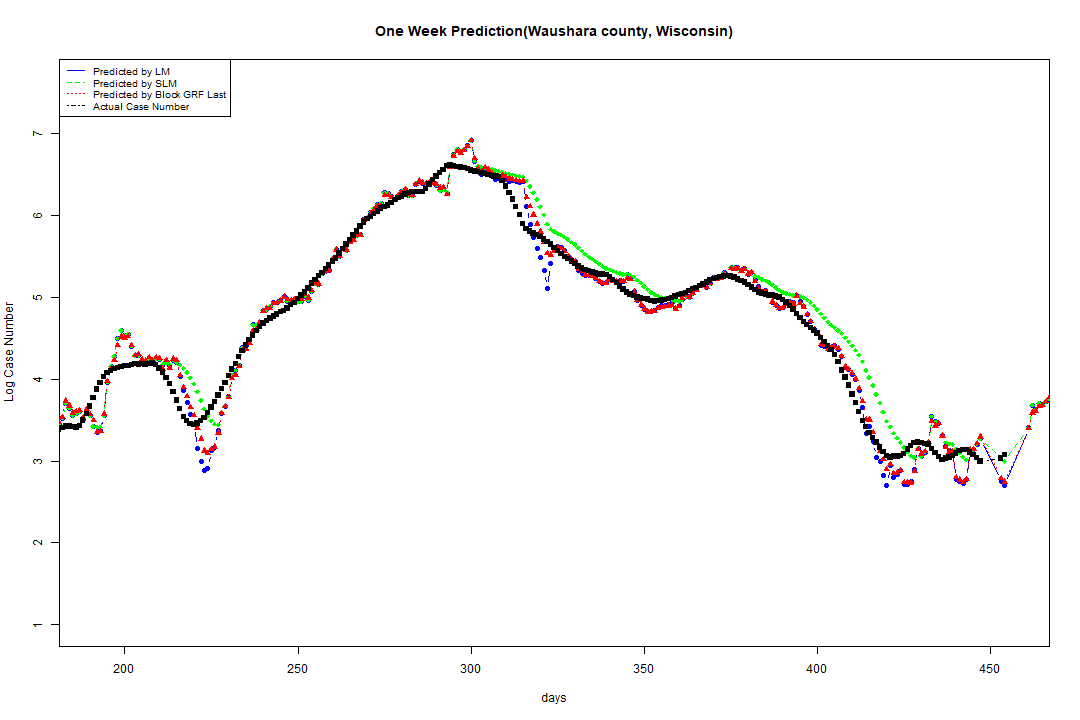 One Week Prediction(Waushara county, Wisconsin)
Predicted by LM
Predicted by SLM
Predicted by Block GRF Last
Actual Case Number
Log Case Number
7
6
5
4
3
2
1
200 250 300 350 400 450
days